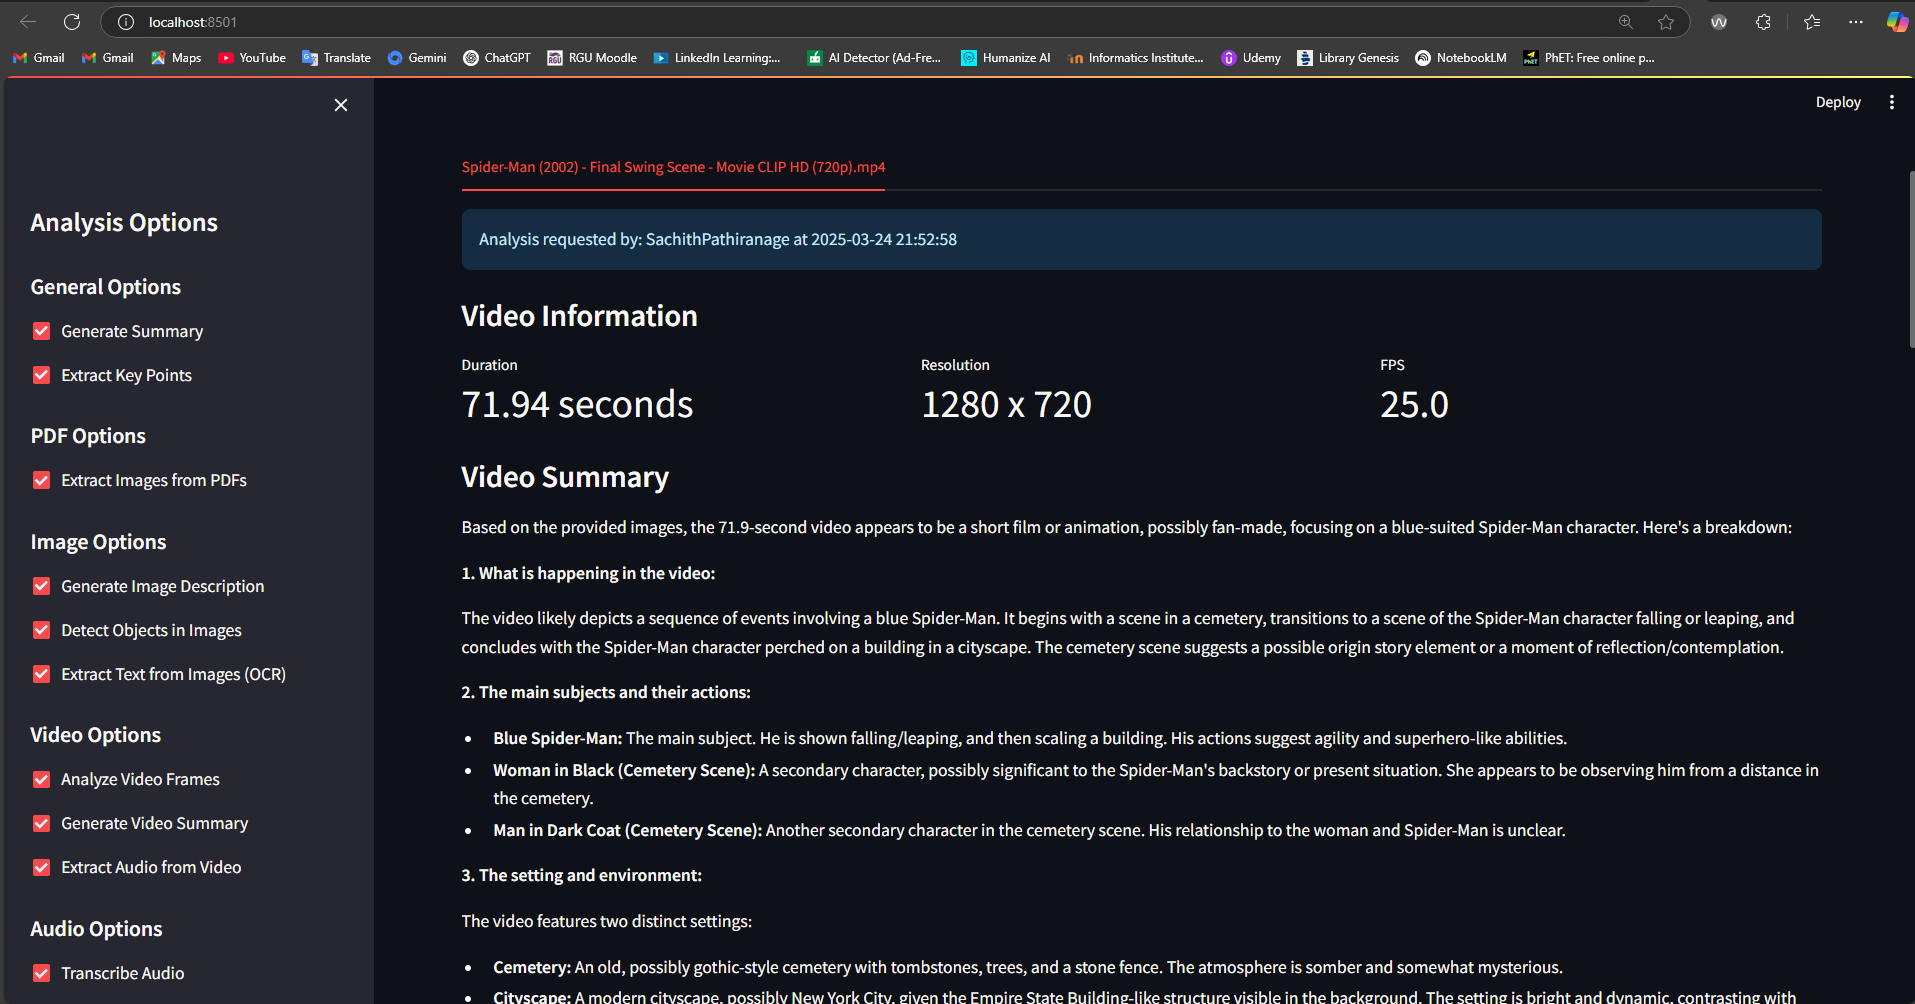 localhost:8501
Gmail
Gmail
Maps
YouTube
Translate
Gemini
ChatGPT
RGU Moodle
LinkedIn Learning:...
AI Detector (Ad-Fre...
Humanize AI
Informatics Institute...
Udemy
Library Genesis
NotebookLM
PhET: Free online p...
Deploy
Analysis Options
General Options
Generate Summary
Extract Key Points
PDF Options
Extract Images from PDFs
Image Options
Generate Image Description
Detect Objects in Images
Extract Text from Images (OCR)
Video Options
Analyze Video Frames
Generate Video Summary
Extract Audio from Video
Audio Options
Transcribe Audio
Spider-Man (2002) - Final Swing Scene - Movie CLIP HD (720p).mp4
Analysis requested by: SachithPathiranage at 2025-03-24 21:52:58
Video Information
Duration
71.94 seconds
Resolution
1280 x 720
FPS
25.0
Video Summary
Based on the provided images, the 71.9-second video appears to be a short film or animation, possibly fan-made, focusing on a blue-suited Spider-Man character. Here's a breakdown:
1. What is happening in the video:
The video likely depicts a sequence of events involving a blue Spider-Man. It begins with a scene in a cemetery, transitions to a scene of the Spider-Man character falling or leaping, and
concludes with the Spider-Man character perched on a building in a cityscape. The cemetery scene suggests a possible origin story element or a moment of reflection/contemplation.
2. The main subjects and their actions:
• Blue Spider-Man: The main subject. He is shown falling/leaping, and then scaling a building. His actions suggest agility and superhero-like abilities.
• Woman in Black (Cemetery Scene): A secondary character, possibly significant to the Spider-Man's backstory or present situation. She appears to be observing him from a distance in
the cemetery.
• Man in Dark Coat (Cemetery Scene): Another secondary character in the cemetery scene. His relationship to the woman and Spider-Man is unclear.
3. The setting and environment:
The video features two distinct settings:
• Cemetery: An old, possibly gothic-style cemetery with tombstones, trees, and a stone fence. The atmosphere is somber and somewhat mysterious.
• Cityscape: A modern cityscape, possibly New York City, given the Empire State Building-like structure visible in the background. The setting is bright and dynamic, contrasting with